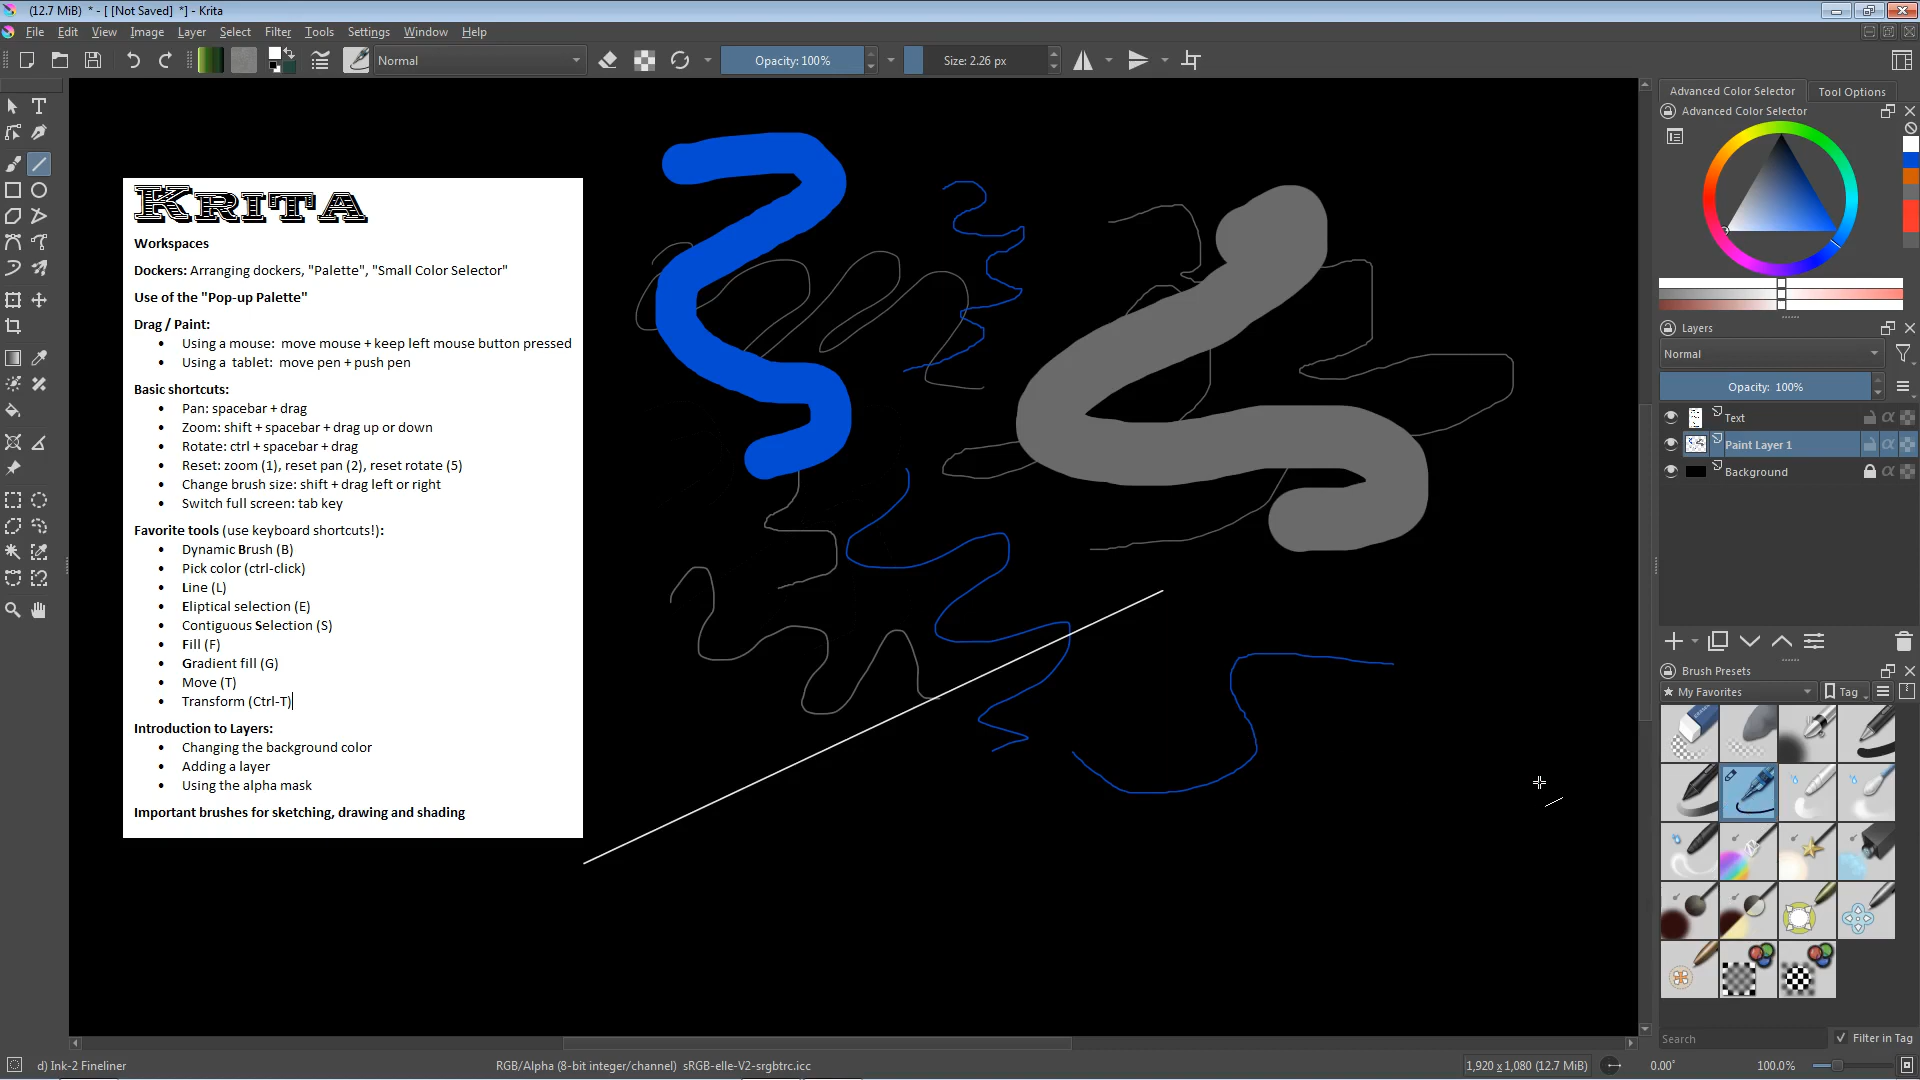 (12.7 MiB)  * - [ [Not Saved]  *] - Krita
File Edit View Image Layer Select Filter Tools Settings Window Help
Normal Opacity: 100% Size: 2.26 px
Advanced Color Selector Tool Options
Advanced Color Selector
KRITA
Workspaces
Dockers: Arranging dockers, "Palette", "Small Color Selector"
Use of the "Pop-up Palette"
Drag / Paint:
• Using a mouse:  move mouse + keep left mouse button pressed
• Using a  tablet:  move pen + push pen
Basic shortcuts:
• Pan: spacebar + drag
• Zoom: shift + spacebar + drag up or down
• Rotate: ctrl + spacebar + drag
• Reset: zoom (1), reset pan (2), reset rotate (5)
• Change brush size: shift + drag left or right
• Switch full screen: tab key
Favorite tools (use keyboard shortcuts!):
• Dynamic Brush (B)
• Pick color (ctrl-click)
• Line (L)
• Eliptical selection (E)
• Contiguous Selection (S)
• Fill (F)
• Gradient fill (G)
• Move (T)
• Transform (Ctrl-T)
Introduction to Layers:
• Changing the background color
• Adding a layer
• Using the alpha mask
Important brushes for sketching, drawing and shading
Layers
Normal
Opacity:  100%
Text
Paint Layer 1
Background
Brush Presets
★ My Favorites Tag
Search Filter in Tag
d) Ink-2 Fineliner RGB/Alpha (8-bit integer/channel)  sRGB-elle-V2-srgbtrc.icc 1,920 x 1,080 (12.7 MiB) 0.00° 100.0%